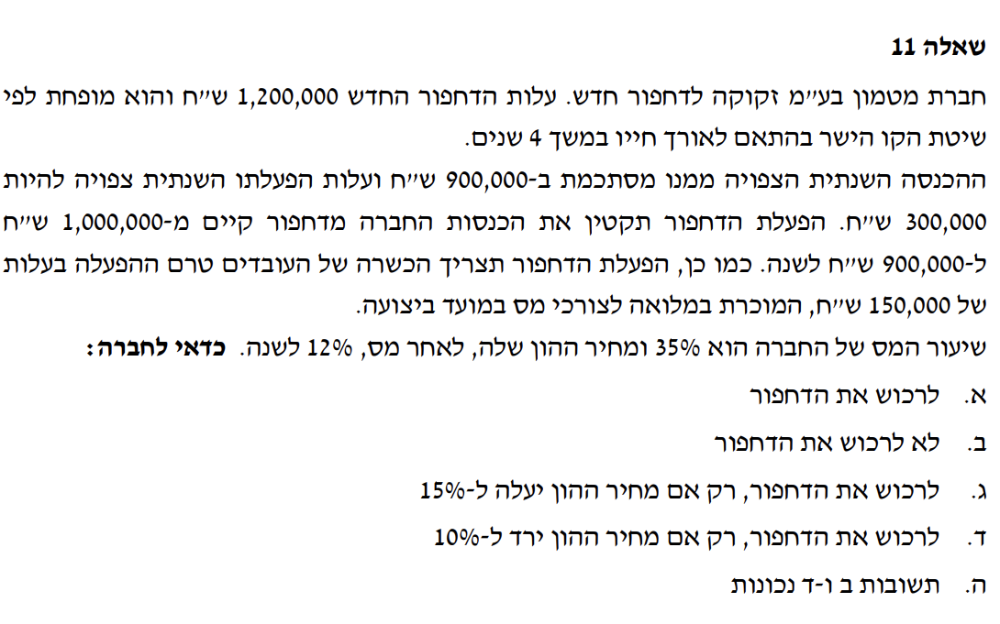 שאלה 11
חברת מטמון בע״מ זקוקה לדחפור חדש. עלות הדחפור החדש 1,200,000 ש״ח והוא מופחת לפי
שיטת הקו הישר בהתאם לאורך חייו במשך 4 שנים.
ההכנסה השנתית הצפויה ממנו מסתכמת ב-900,000 ש״ח ועלות הפעלתו השנתית צפויה להיות
300,000 ש״ח. הפעלת הדחפור תקטין את הכנסות החברה מדחפור קיים מ-1,000,000 ש״ח
ל-900,000 ש״ח לשנה. כמו כן, הפעלת הדחפור תצריך הכשרה של העובדים טרם ההפעלה בעלות
של 150,000 ש״ח, המוכרת במלואה לצורכי מס במועד ביצועה.
שיעור המס של החברה הוא 35% ומחיר ההון שלה, לאחר מס, 12% לשנה. כדאי לחברה:
א. לרכוש את הדחפור
ב. לא לרכוש את הדחפור
ג. לרכוש את הדחפור, רק אם מחיר ההון יעלה ל-15%
ד. לרכוש את הדחפור, רק אם מחיר ההון ירד ל-10%
ה. תשובות ב ו-ד נכונות